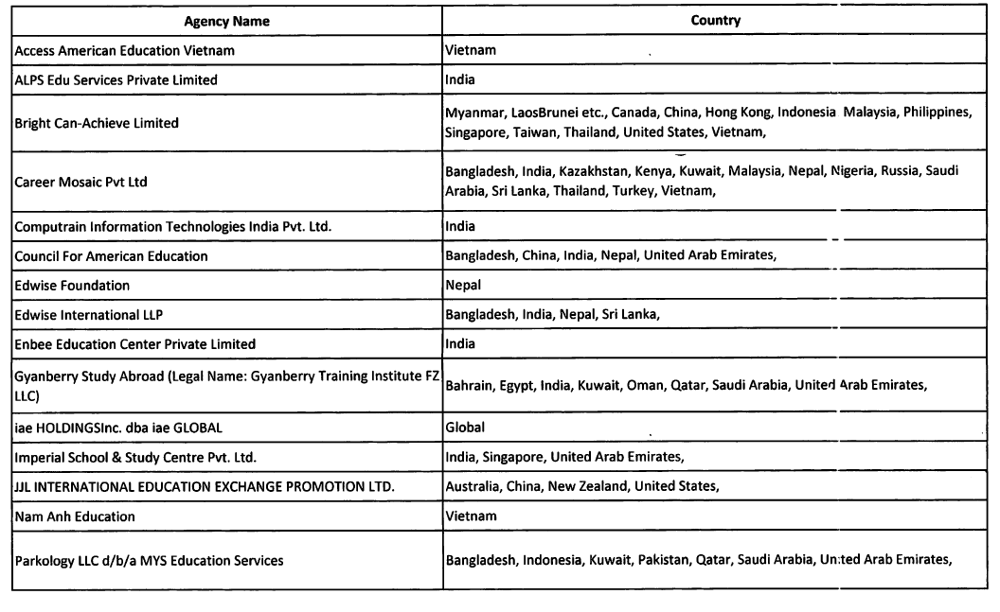 Agency Name
Country
Access American Education Vietnam
Vietnam
ALPS Edu Services Private Limited
India
Bright Can-Achieve Limited
Myanmar, LaosBrunei etc., Canada, China, Hong Kong, Indonesia Malaysia, Philippines,
Singapore, Taiwan, Thailand, United States, Vietnam,
Career Mosaic Pvt Ltd
Bangladesh, India, Kazakhstan, Kenya, Kuwait, Malaysia, Nepal, Nigeria, Russia, Saudi
Arabia, Sri Lanka, Thailand, Turkey, Vietnam,
Computrain Information Technologies India Pvt. Ltd.
India
Council For American Education
Bangladesh, China, India, Nepal, United Arab Emirates,
Edwise Foundation
Nepal
Edwise International LLP
Bangladesh, India, Nepal, Sri Lanka,
Enbee Education Center Private Limited
India
Gyanberry Study Abroad (Legal Name: Gyanberry Training Institute FZ
LLC)
Bahrain, Egypt, India, Kuwait, Oman, Qatar, Saudi Arabia, United Arab Emirates,
iae HOLDINGSInc. dba iae GLOBAL
Global
Imperial School & Study Centre Pvt. Ltd.
India, Singapore, United Arab Emirates,
JJL INTERNATIONAL EDUCATION EXCHANGE PROMOTION LTD.
Australia, China, New Zealand, United States,
Nam Anh Education
Vietnam
Parkology LLC d/b/a MYS Education Services
Bangladesh, Indonesia, Kuwait, Pakistan, Qatar, Saudi Arabia, United Arab Emirates,